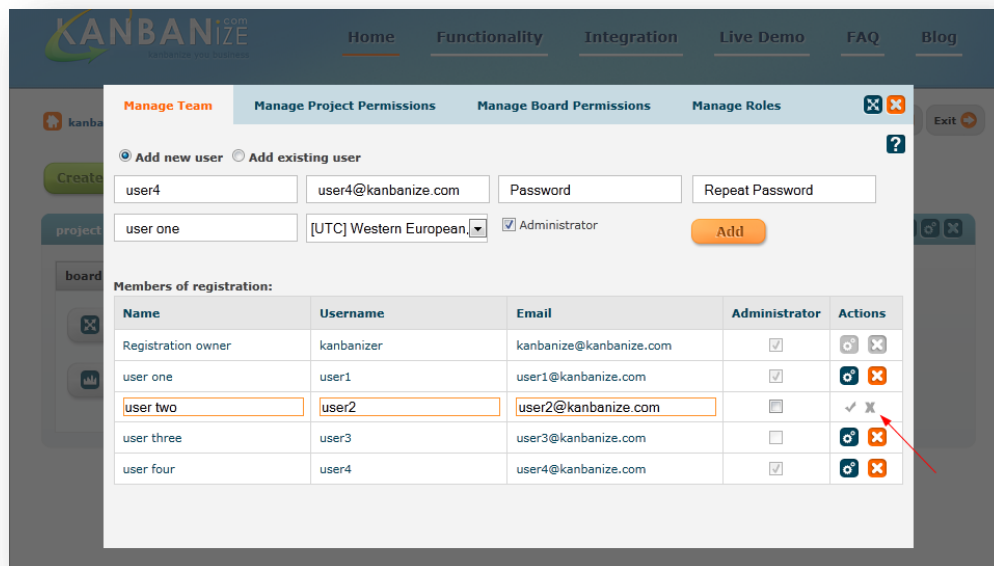 KANBANiZE.com
Home Functionality Integration Live Demo FAQ Blog
Manage Team Manage Project Permissions Manage Board Permissions Manage Roles
kanba
Exit
?
Add new user Add existing user
Create
user4 user4@kanbanize.com Password Repeat Password
project
user one [UTC] Western European, Administrator Add
board
Members of registration:
Name Username Email Administrator Actions
Registration owner kanbanizer kanbanize@kanbanize.com
user one user1 user1@kanbanize.com
user two user2 user2@kanbanize.com
user three user3 user3@kanbanize.com
user four user4 user4@kanbanize.com